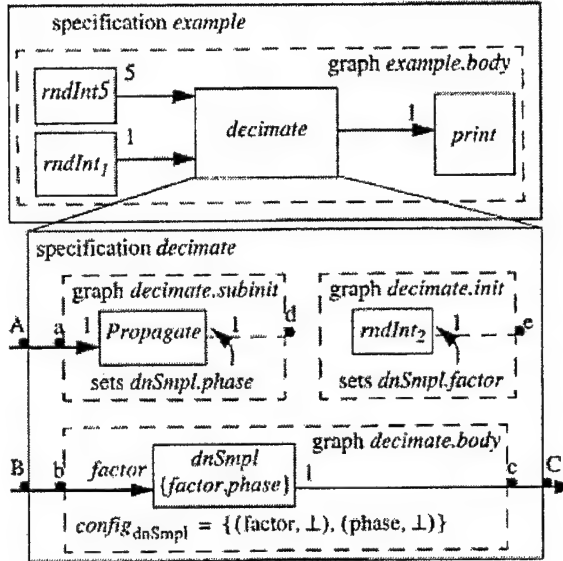 specification example
graph example.body
rndInt5
5
decimate
1
print
rndInt1
1
specification decimate
graph decimate.subinit
graph decimate.init
A
a
1
Propagate
1
d
rndInt2
1
e
sets dnSmpl.phase
sets dnSmpl.factor
graph decimate.body
B
b
factor
dnSmpl
{factor,phase}
1
c
C
config dnSmpl = {(factor, ⊥), (phase, ⊥)}